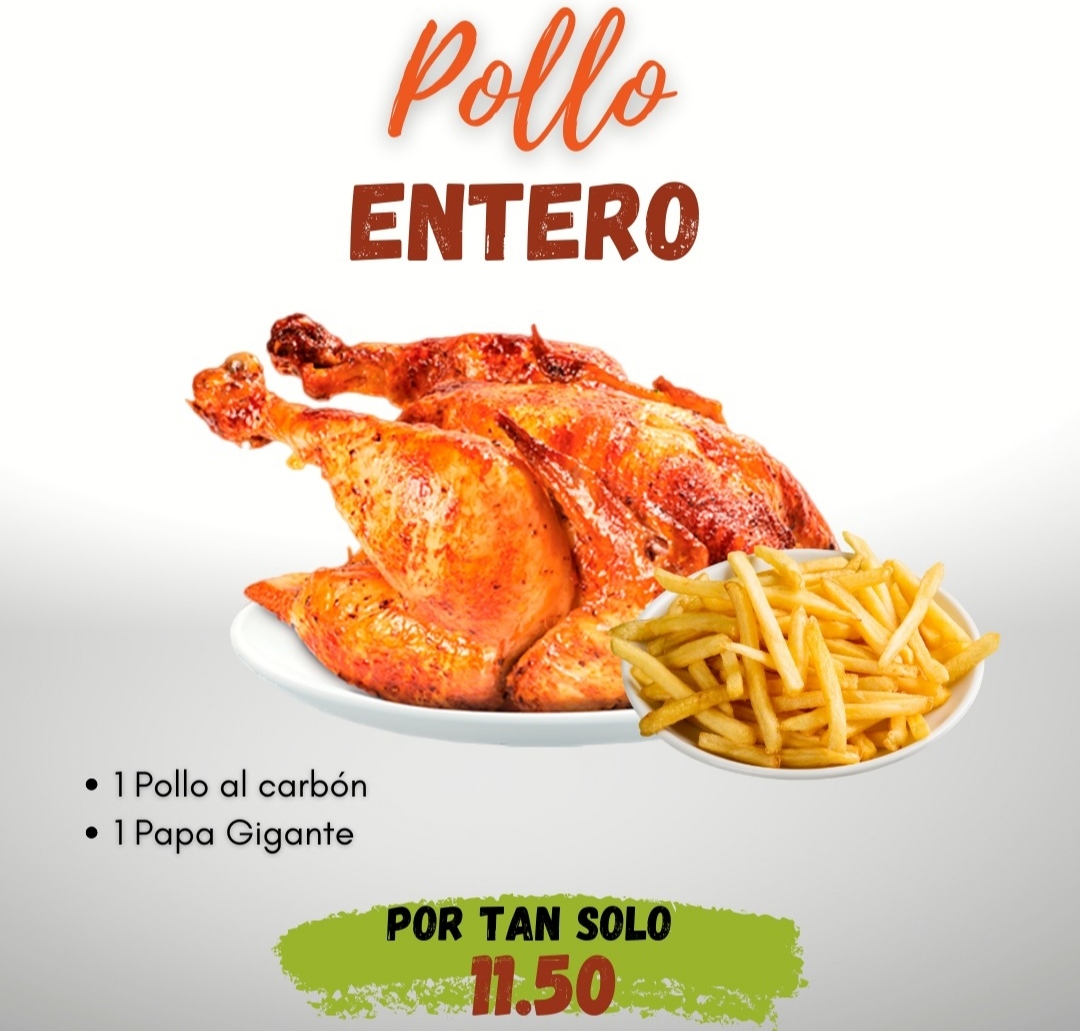 Pollo
ENTERO
• 1 Pollo al carbón
• 1 Papa Gigante
POR TAN SOLO
11.50